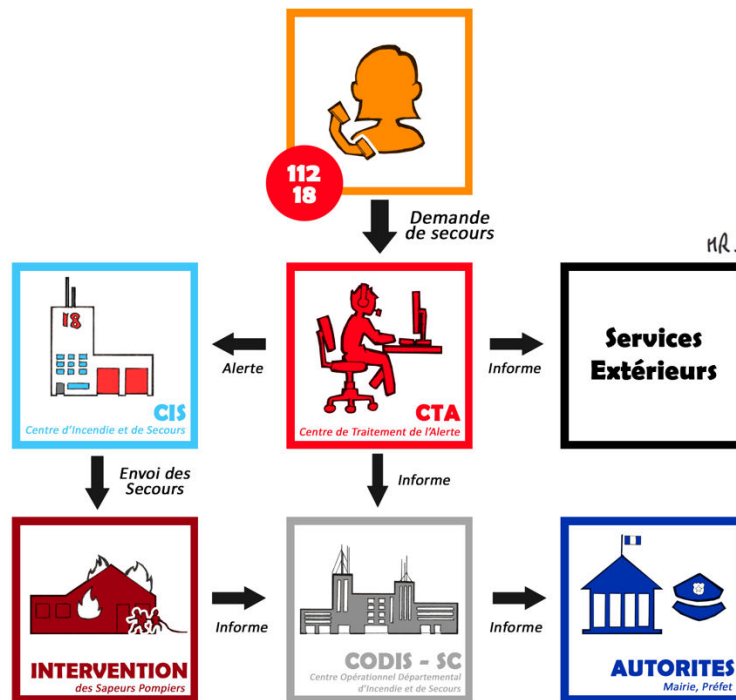 112
18
Demande
de secours
MR.
18
CIS
Centre d'Incendie et de Secours
Alerte
CTA
Centre de Traitement de l'Alerte
Informe
Services
Extérieurs
Envoi des
Secours
Informe
INTERVENTION
des Sapeurs Pompiers
Informe
CODIS - SC
Centre Opérationnel Départemental
d'Incendie et de Secours
Informe
AUTORITES
Mairie, Préfet